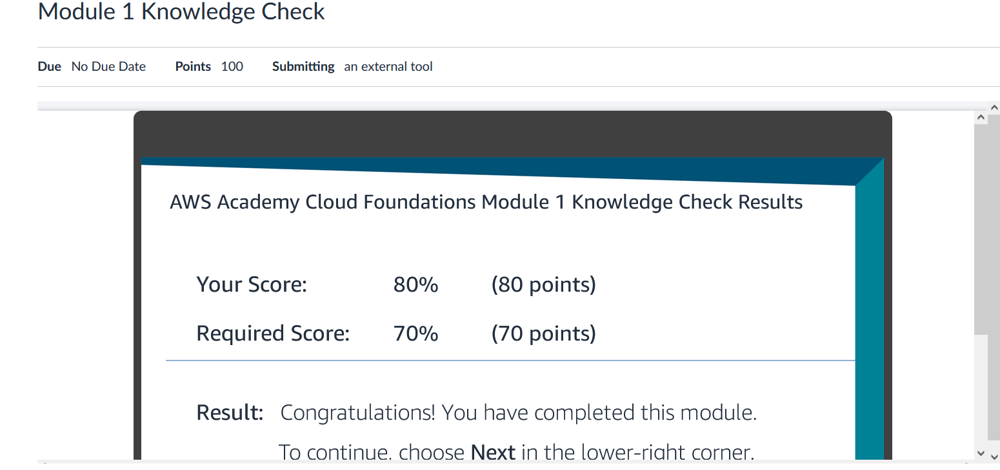 Module 1 Knowledge Check
Due No Due Date Points 100 Submitting an external tool
AWS Academy Cloud Foundations Module 1 Knowledge Check Results
Your Score: 80% (80 points)
Required Score: 70% (70 points)
Result: Congratulations! You have completed this module.
To continue, choose Next in the lower-right corner.